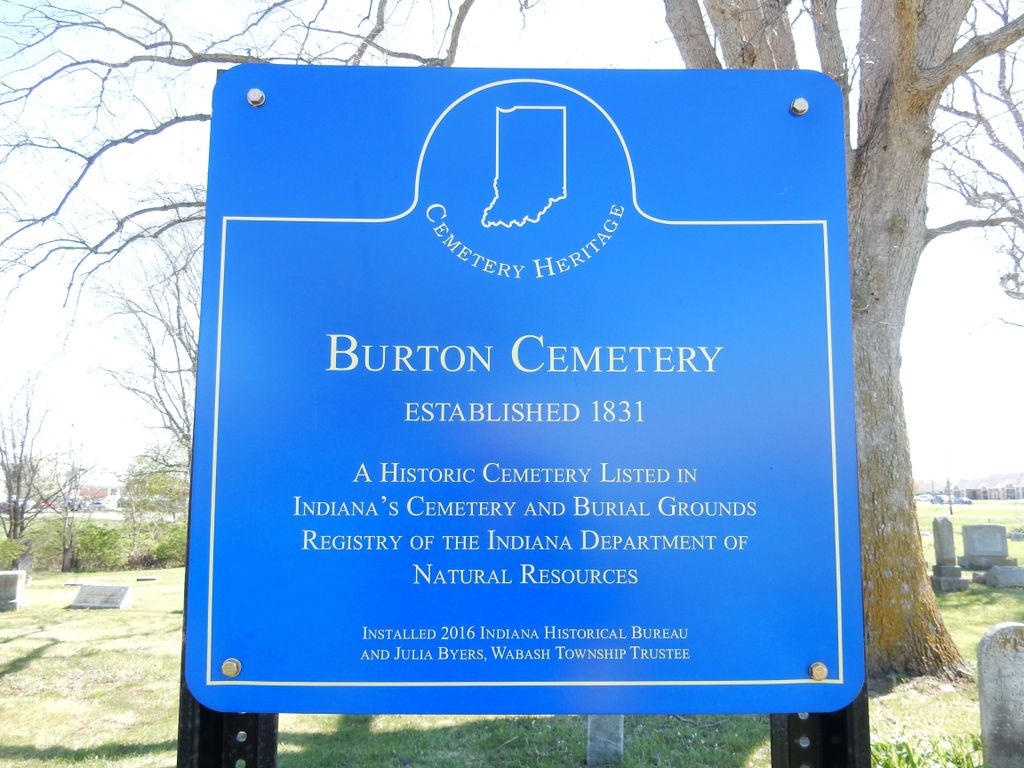 Cemetery Heritage
Burton Cemetery
Established 1831
A Historic Cemetery Listed in
Indiana's Cemetery and Burial Grounds
Registry of the Indiana Department of
Natural Resources
Installed 2016 Indiana Historical Bureau
and Julia Byers, Wabash Township Trustee